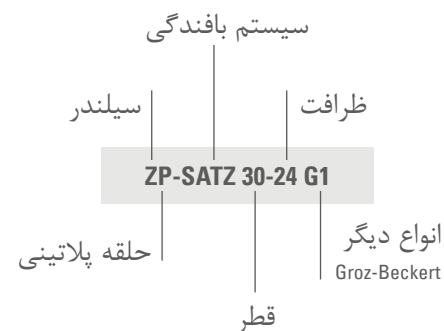 سیستم بافندگی
ظرافت
سیلندر
ZP-SATZ 30-24 G1
انواع دیگر
Groz-Beckert
حلقه پلاتینی
قطر